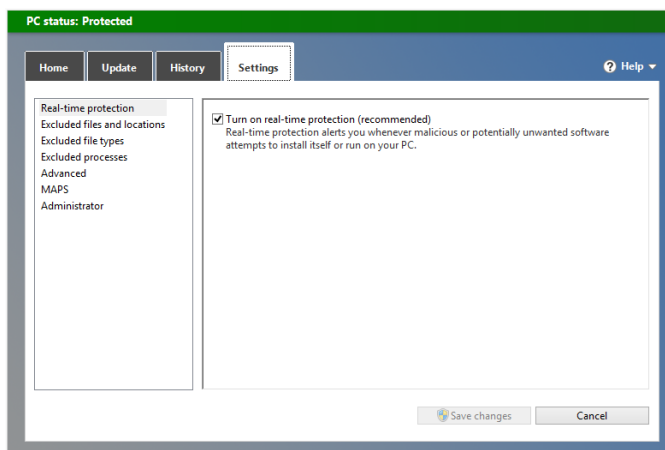 PC status: Protected
Home
Update
History
Settings
Help
Real-time protection
Excluded files and locations
Excluded file types
Excluded processes
Advanced
MAPS
Administrator
Turn on real-time protection (recommended)
Real-time protection alerts you whenever malicious or potentially unwanted software
attempts to install itself or run on your PC.
Save changes
Cancel